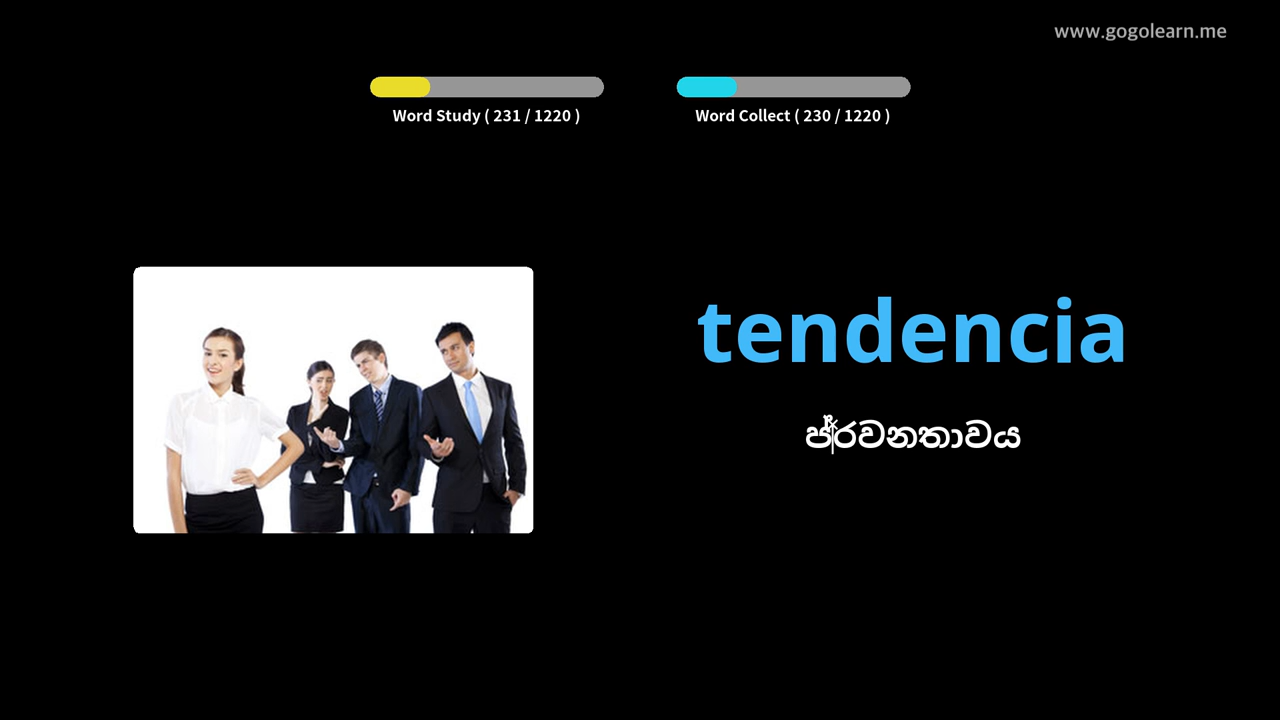 www.gogolearn.me
Word Study ( 231 / 1220 )
Word Collect ( 230 / 1220 )
tendencia
ප්‍රවනතාවය